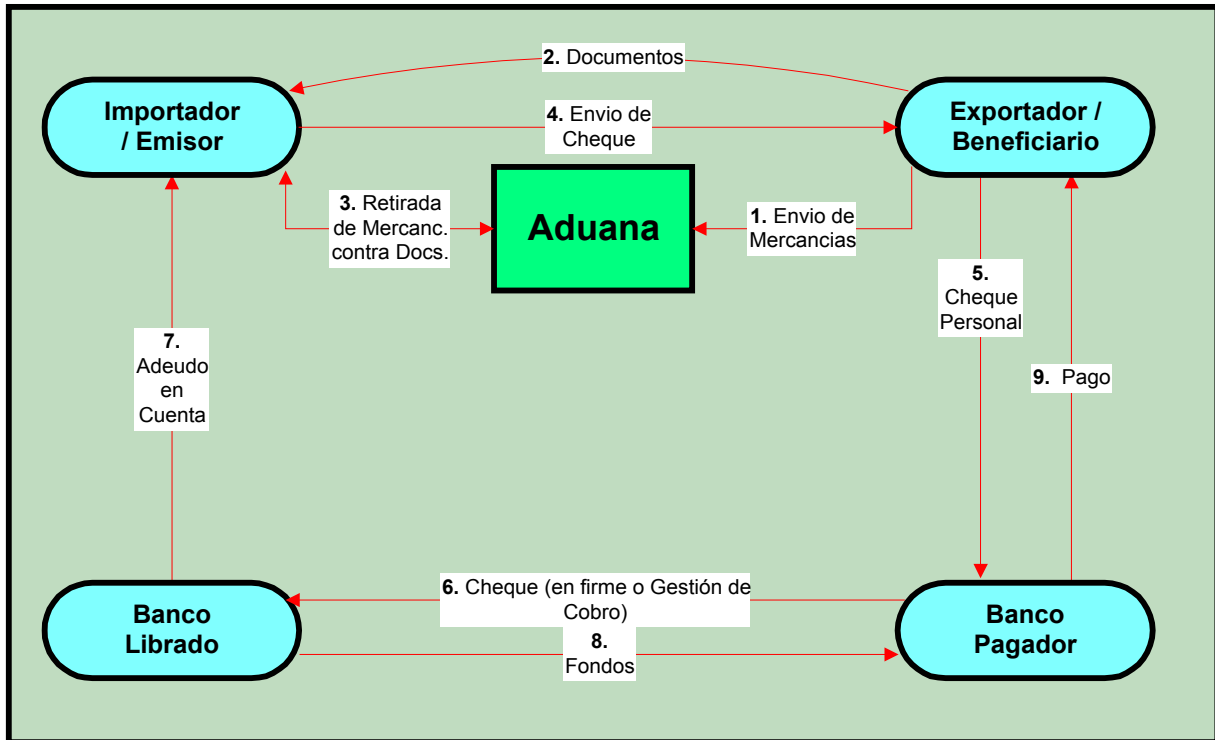 2. Documentos
Importador
/ Emisor
4. Envio de
Cheque
Exportador /
Beneficiario
3. Retirada
de Mercanc.
contra Docs.
Aduana
1. Envio de
Mercancias
5.
Cheque
Personal
7.
Adeudo
en
Cuenta
9. Pago
6. Cheque (en firme o Gestión de
Cobro)
Banco
Librado
8.
Fondos
Banco
Pagador